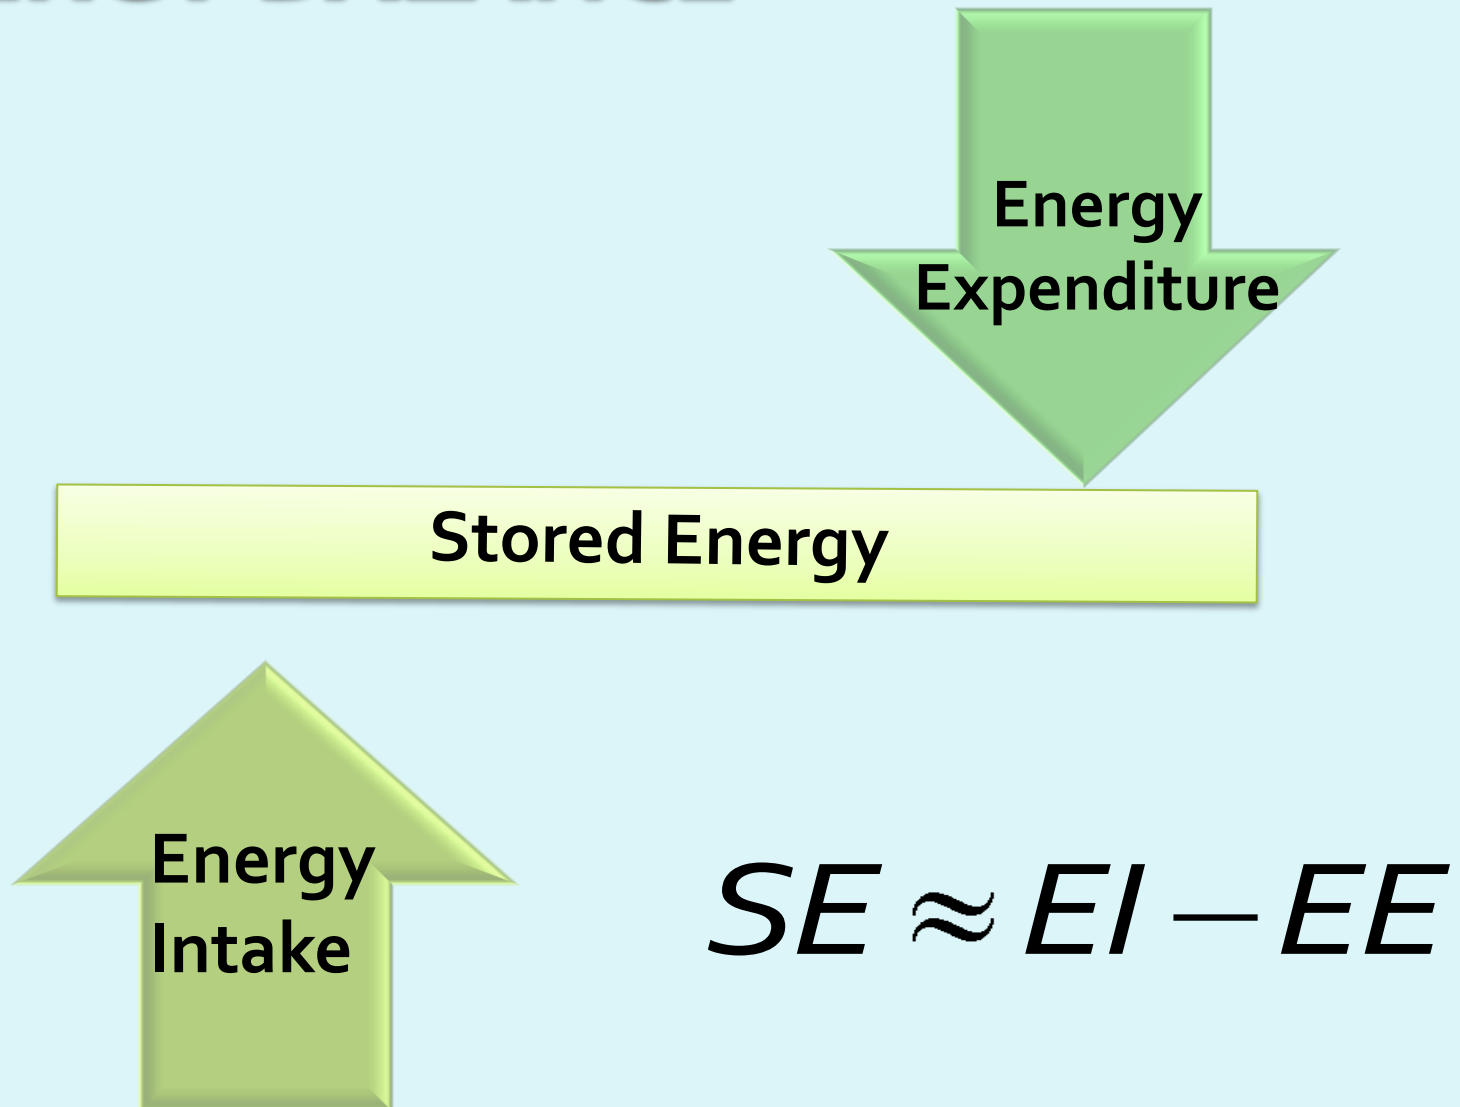 Energy
Expenditure
Stored Energy
Energy
Intake
SE ≈ EI − EE